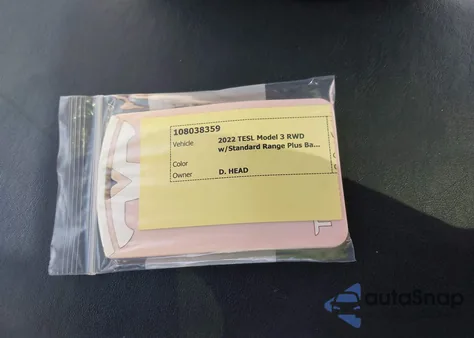 108038359
Vehicle 2022 TESL Model 3 RWD
w/Standard Range Plus Ba...
Color
Owner D. HEAD
T
autoSnap